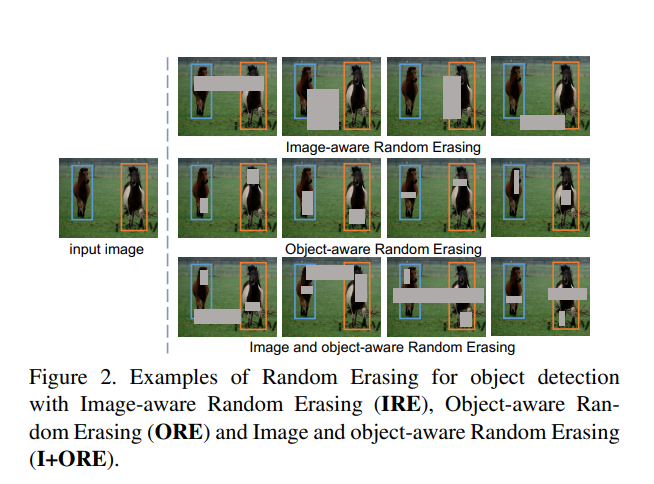 Image-aware Random Erasing
input image
Object-aware Random Erasing
Image and object-aware Random Erasing
Figure 2. Examples of Random Erasing for object detection
with Image-aware Random Erasing (IRE), Object-aware Ran-
dom Erasing (ORE) and Image and object-aware Random Erasing
(I+ORE).